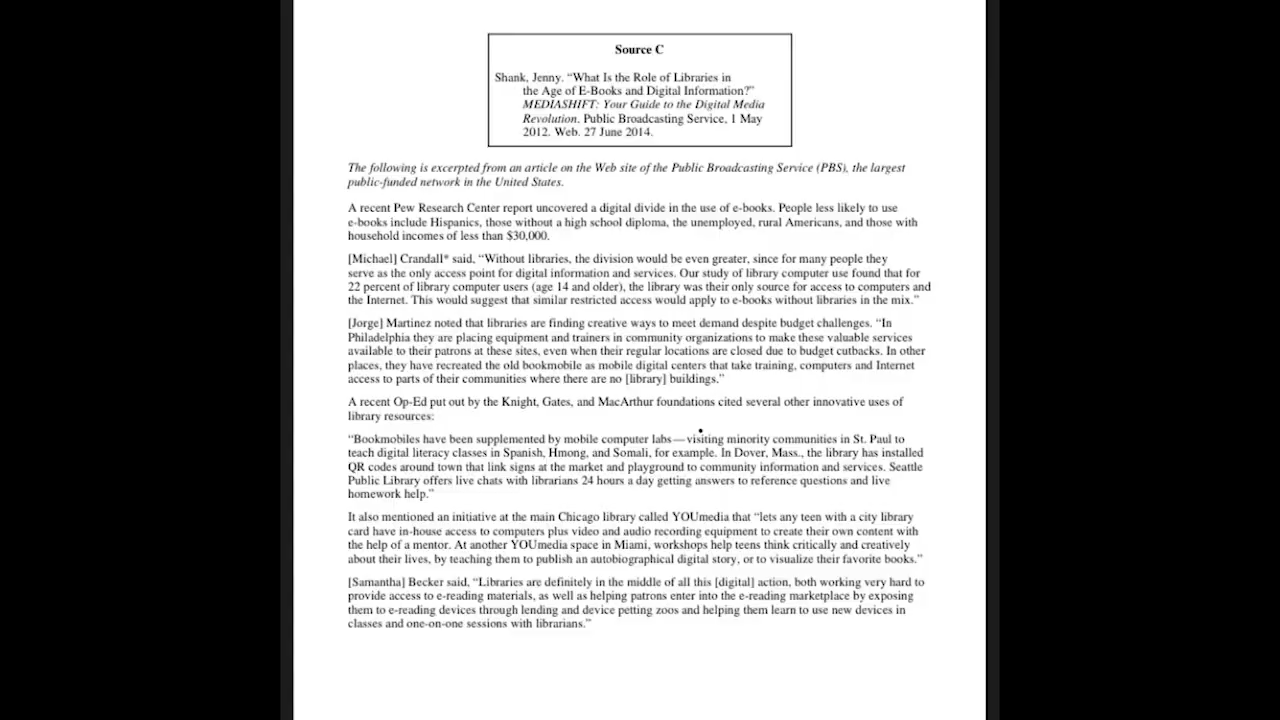 Source C
Shank, Jenny. “What Is the Role of Libraries in
the Age of E-Books and Digital Information?”
MEDIASHIFT: Your Guide to the Digital Media
Revolution. Public Broadcasting Service, 1 May
2012. Web. 27 June 2014.
The following is excerpted from an article on the Web site of the Public Broadcasting Service (PBS), the largest
public-funded network in the United States.
A recent Pew Research Center report uncovered a digital divide in the use of e-books. People less likely to use
e-books include Hispanics, those without a high school diploma, the unemployed, rural Americans, and those with
household incomes of less than $30,000.
[Michael] Crandall* said, “Without libraries, the division would be even greater, since for many people they
serve as the only access point for digital information and services. Our study of library computer use found that for
22 percent of library computer users (age 14 and older), the library was their only source for access to computers and
the Internet. This would suggest that similar restricted access would apply to e-books without libraries in the mix.”
[Jorge] Martinez noted that libraries are finding creative ways to meet demand despite budget challenges. “In
Philadelphia they are placing equipment and trainers in community organizations to make these valuable services
available to their patrons at these sites, even when their regular locations are closed due to budget cutbacks. In other
places, they have recreated the old bookmobile as mobile digital centers that take training, computers and Internet
access to parts of their communities where there are no [library] buildings.”
A recent Op-Ed put out by the Knight, Gates, and MacArthur foundations cited several other innovative uses of
library resources:
“Bookmobiles have been supplemented by mobile computer labs—visiting minority communities in St. Paul to
teach digital literacy classes in Spanish, Hmong, and Somali, for example. In Dover, Mass., the library has installed
QR codes around town that link signs at the market and playground to community information and services. Seattle
Public Library offers live chats with librarians 24 hours a day getting answers to reference questions and live
homework help.”
It also mentioned an initiative at the main Chicago library called YOUmedia that “lets any teen with a city library
card have in-house access to computers plus video and audio recording equipment to create their own content with
the help of a mentor. At another YOUmedia space in Miami, workshops help teens think critically and creatively
about their lives, by teaching them to publish an autobiographical digital story, or to visualize their favorite books.”
[Samantha] Becker said, “Libraries are definitely in the middle of all this [digital] action, both working very hard to
provide access to e-reading materials, as well as helping patrons enter into the e-reading marketplace by exposing
them to e-reading devices through lending and device petting zoos and helping them learn to use new devices in
classes and one-on-one sessions with librarians.”